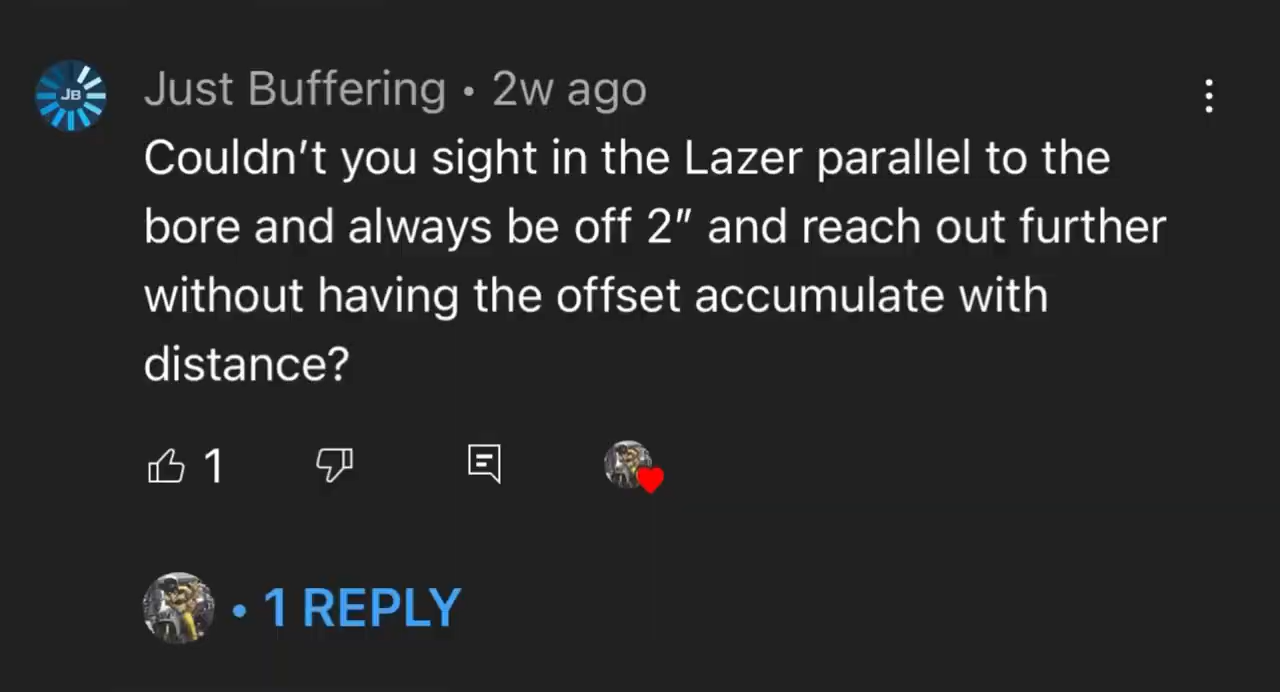 JB
Just Buffering • 2w ago
Couldn’t you sight in the Lazer parallel to the
bore and always be off 2” and reach out further
without having the offset accumulate with
distance?
1
• 1 REPLY